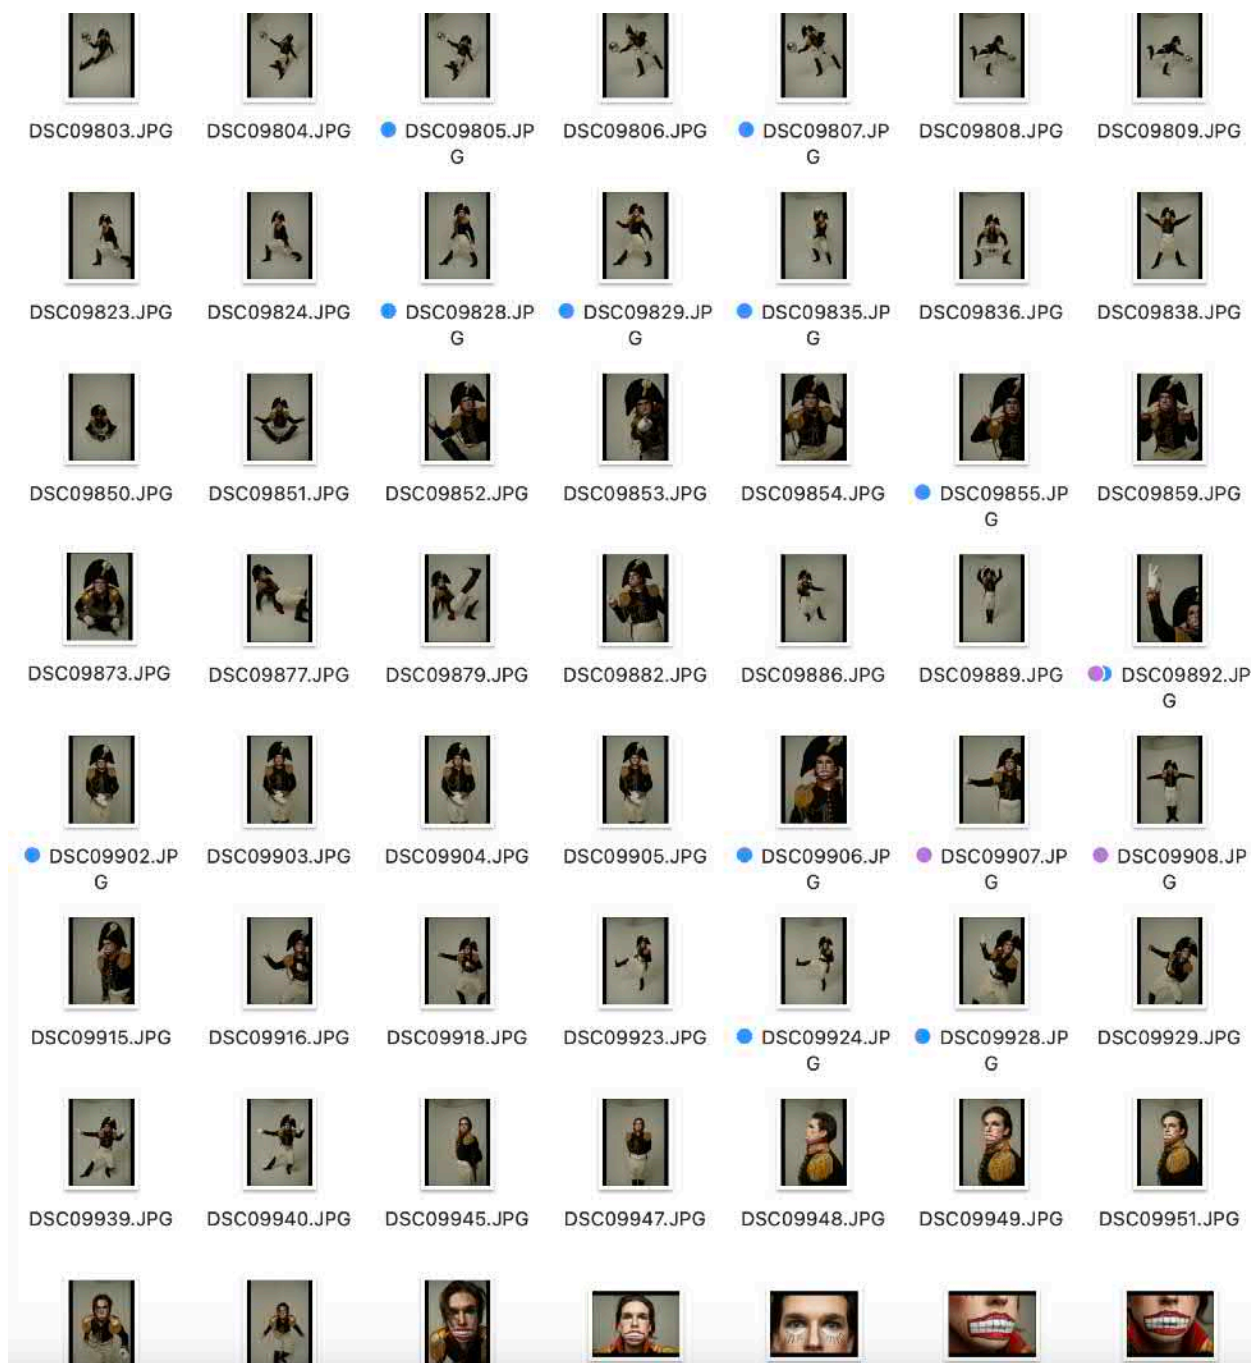 DSC09803.JPG DSC09804.JPG DSC09805.JP DSC09806.JPG DSC09807.JP DSC09808.JPG DSC09809.JPG
G G
DSC09823.JPG DSC09824.JPG DSC09828.JP DSC09829.JP DSC09835.JP DSC09836.JPG DSC09838.JPG
G G G
DSC09850.JPG DSC09851.JPG DSC09852.JPG DSC09853.JPG DSC09854.JPG DSC09855.JP DSC09859.JPG
G
DSC09873.JPG DSC09877.JPG DSC09879.JPG DSC09882.JPG DSC09886.JPG DSC09889.JPG DSC09892.JP
G
DSC09902.JP DSC09903.JPG DSC09904.JPG DSC09905.JPG DSC09906.JP DSC09907.JP DSC09908.JP
G G G G
DSC09915.JPG DSC09916.JPG DSC09918.JPG DSC09923.JPG DSC09924.JP DSC09928.JP DSC09929.JPG
G G
DSC09939.JPG DSC09940.JPG DSC09945.JPG DSC09947.JPG DSC09948.JPG DSC09949.JPG DSC09951.JPG